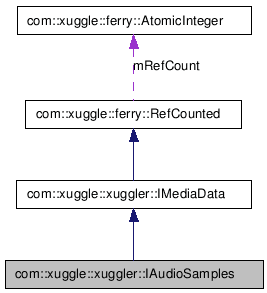 com::xuggle::ferry::AtomicInteger
mRefCount
com::xuggle::ferry::RefCounted
com::xuggle::xuggler::IMediaData
com::xuggle::xuggler::IAudioSamples